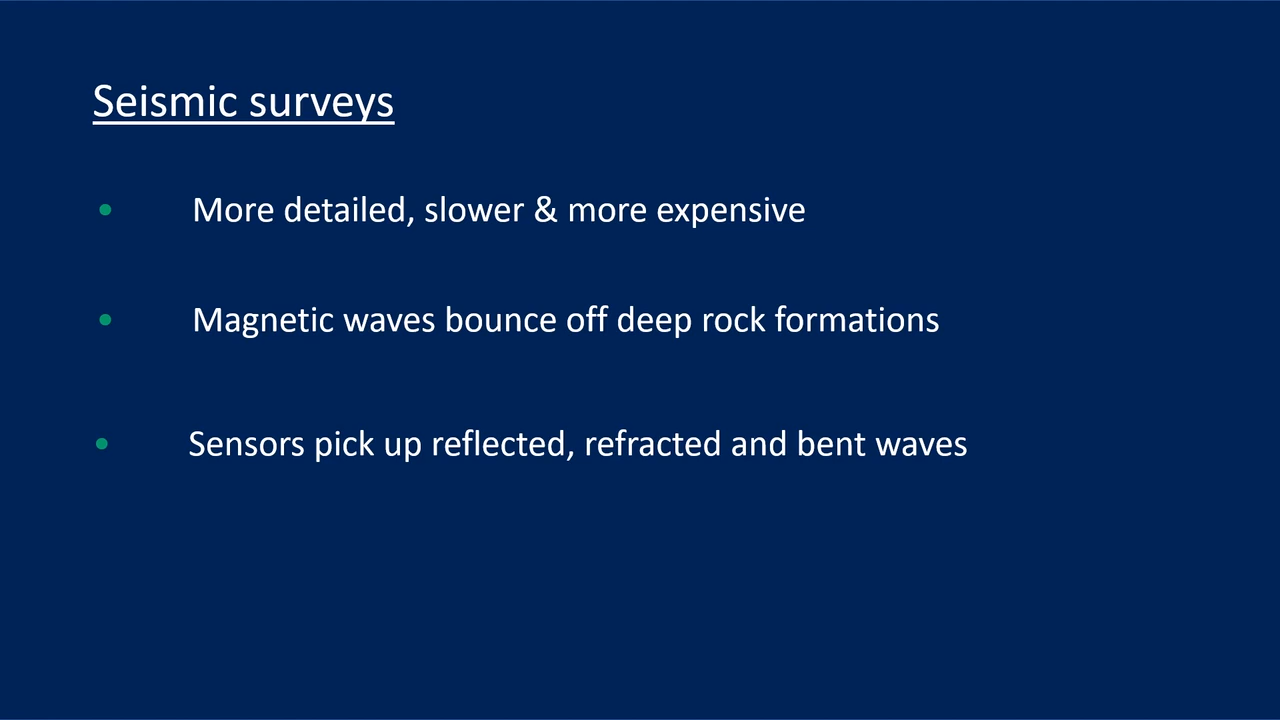 Seismic surveys
• More detailed, slower & more expensive
• Magnetic waves bounce off deep rock formations
• Sensors pick up reflected, refracted and bent waves